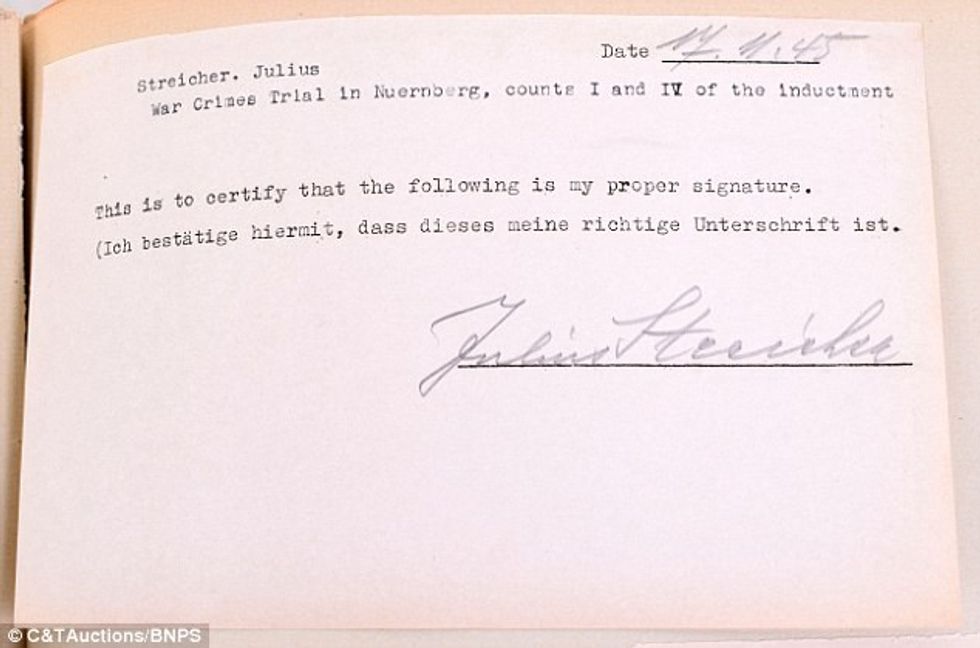 Date 17. 11. 45
Streicher. Julius
War Crimes Trial in Nuernberg, counts I and IV of the inductment
This is to certify that the following is my proper signature.
(Ich bestätige hiermit, dass dieses meine richtige Unterschrift ist.
Julius Streicher
© C&TAuctions/BNPS